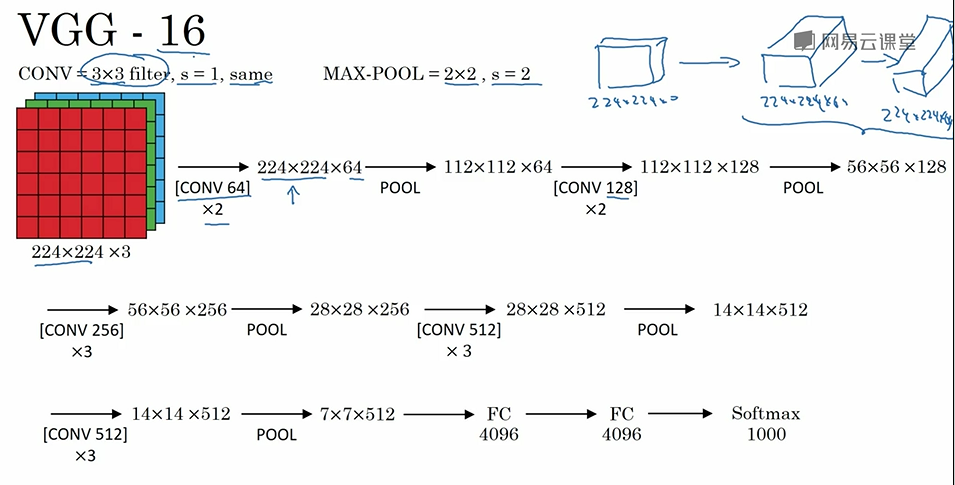 VGG - 16
CONV = 3×3 filter, s = 1, same
MAX-POOL = 2×2 , s = 2
网易云课堂
224×224×
224×224×64
224×224×64
224×224×64
112×112 ×64
112×112 ×128
56×56 ×128
[CONV 64]
×2
POOL
[CONV 128]
×2
POOL
224×224 ×3
56×56 ×256
28×28 ×256
28×28 ×512
14×14×512
[CONV 256]
×3
POOL
[CONV 512]
× 3
POOL
14×14 ×512
7×7×512
FC
4096
FC
4096
Softmax
1000
[CONV 512]
×3
POOL